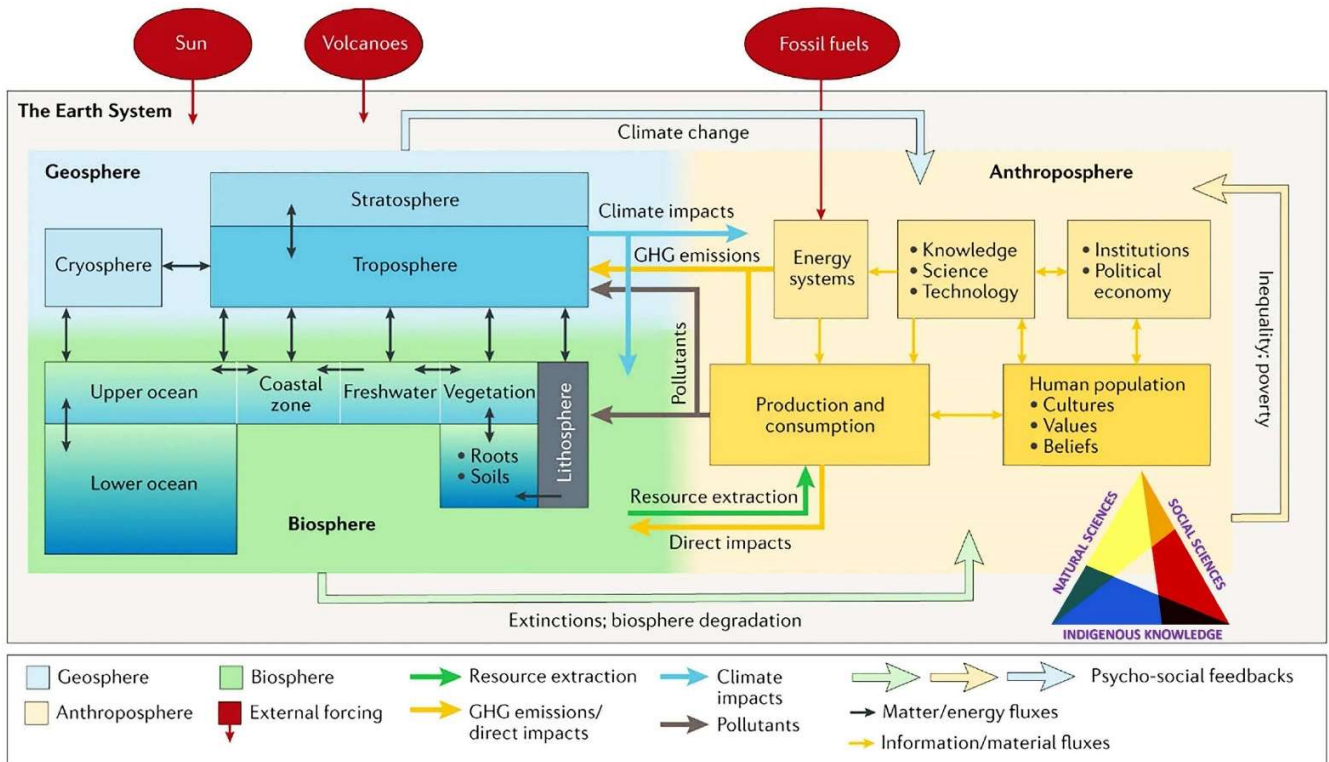 Sun
Volcanoes
Fossil fuels
The Earth System
Climate change
Geosphere
Anthroposphere
Stratosphere
Climate impacts
Cryosphere
Troposphere
GHG emissions
Energy
systems
• Knowledge
• Science
• Technology
• Institutions
• Political
economy
Inequality; poverty
Pollutants
Upper ocean
Coastal
zone
Freshwater
Vegetation
Lithosphere
Production and
consumption
Human population
• Cultures
• Values
• Beliefs
• Roots
• Soils
Lower ocean
Resource extraction
Biosphere
Direct impacts
NATURAL SCIENCES
SOCIAL SCIENCES
INDIGENOUS KNOWLEDGE
Extinctions; biosphere degradation
Geosphere
Biosphere
Resource extraction
Climate
impacts
Psycho-social feedbacks
Anthroposphere
External forcing
GHG emissions/
direct impacts
Pollutants
Matter/energy fluxes
Information/material fluxes